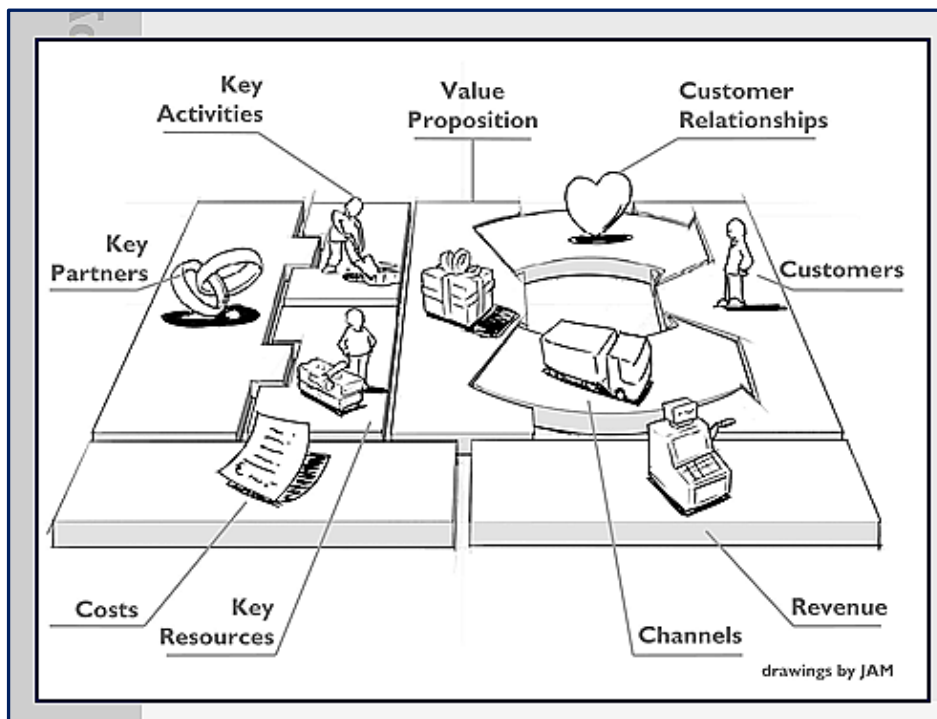 Key
Activities
Value
Proposition
Customer
Relationships
Key
Partners
Customers
Costs
Key
Resources
Channels
Revenue
drawings by JAM